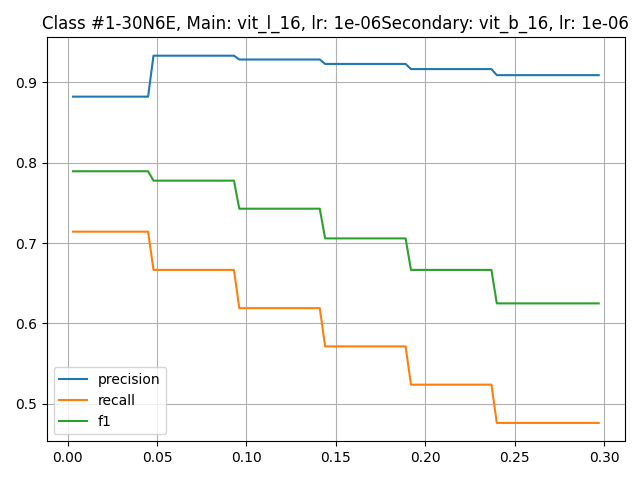 Class #1-30N6E, Main: vit_l_16, lr: 1e-06Secondary: vit_b_16, lr: 1e-06
0.9
0.8
0.7
0.6
0.5
precision
recall
f1
0.00 0.05 0.10 0.15 0.20 0.25 0.30